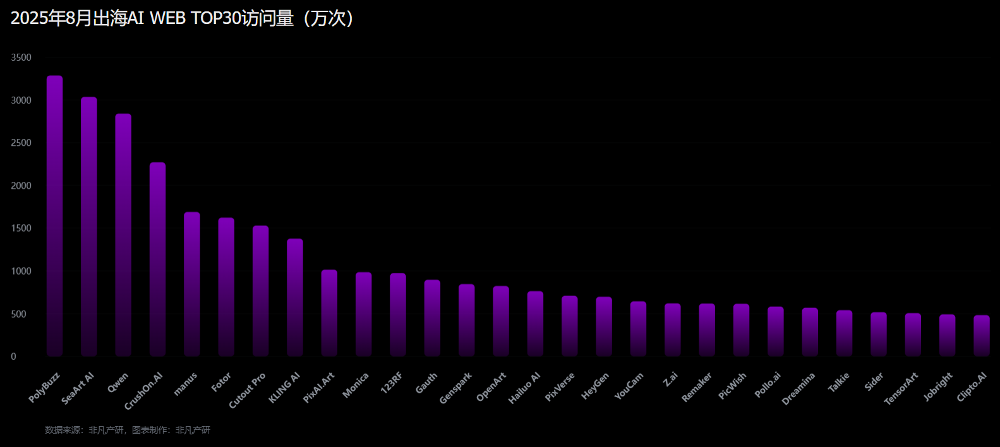 2025年8月出海AI WEB TOP30访问量（万次）
3500
3000
2500
2000
1500
1000
500
0
PolyBuzz
SeaArt AI
Qwen
CrushOn.AI
manus
Fotor
Cutout Pro
KLING AI
PixAI.Art
Monica
123RF
Gauth
Genspark
OpenArt
Hailuo AI
PixVerse
HeyGen
YouCam
Z.ai
Remaker
PicWish
Pollo.ai
Dreamina
Talkie
Sider
TensorArt
Jobright
Clipto.AI
数据来源：非凡产研，图表制作：非凡产研